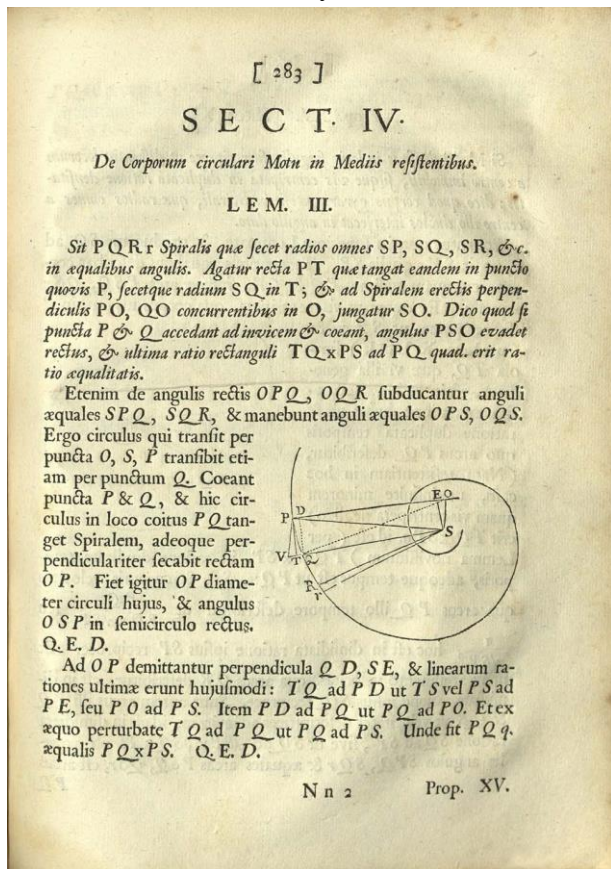 [ 283 ]
SECT. IV.
De Corporum circulari Motu in Mediis resistentibus.
LEM. III.
Sit PQRr Spiralis quæ secet radios omnes SP, SQ, SR, &c.
in æqualibus angulis. Agatur recta PT quæ tangat eandem in puncto
quovis P, secetque radium SQ in T; & ad Spiralem erectis perpen-
diculis PO, QO concurrentibus in O, jungatur SO. Dico quod si
puncta P & Q accedant ad invicem & coeant, angulus PSO evadet
rectus, & ultima ratio rectanguli TQxPS ad PQ quad. erit ra-
tio æqualitatis.
Etenim de angulis rectis OPQ, OQR subducantur anguli
æquales SPQ, SQR, & manebunt anguli æquales OPS, OQS.
Ergo circulus qui transit per
puncta O, S, P transibit eti-
am per punctum Q. Coeant
puncta P & Q, & hic cir-
culus in loco coitus PQ tan-
get Spiralem, adeoque per-
pendiculariter secabit rectam
OP. Fiet igitur OP diame-
ter circuli hujus, & angulus
OSP in semicirculo rectus.
Q. E. D.
P D
E O
S
V T Q
R
r
Ad OP demittantur perpendicula QD, SE, & linearum ra-
tiones ultimæ erunt hujusmodi: TQ ad PD ut TS vel PS ad
PE, seu PO ad PS. Item PD ad PQ ut PQ ad PO. Et ex
æquo perturbate TQ ad PQ ut PQ ad PS. Unde fit PQq.
æqualis PQxPS. Q. E. D.
Nn 2
Prop. XV.